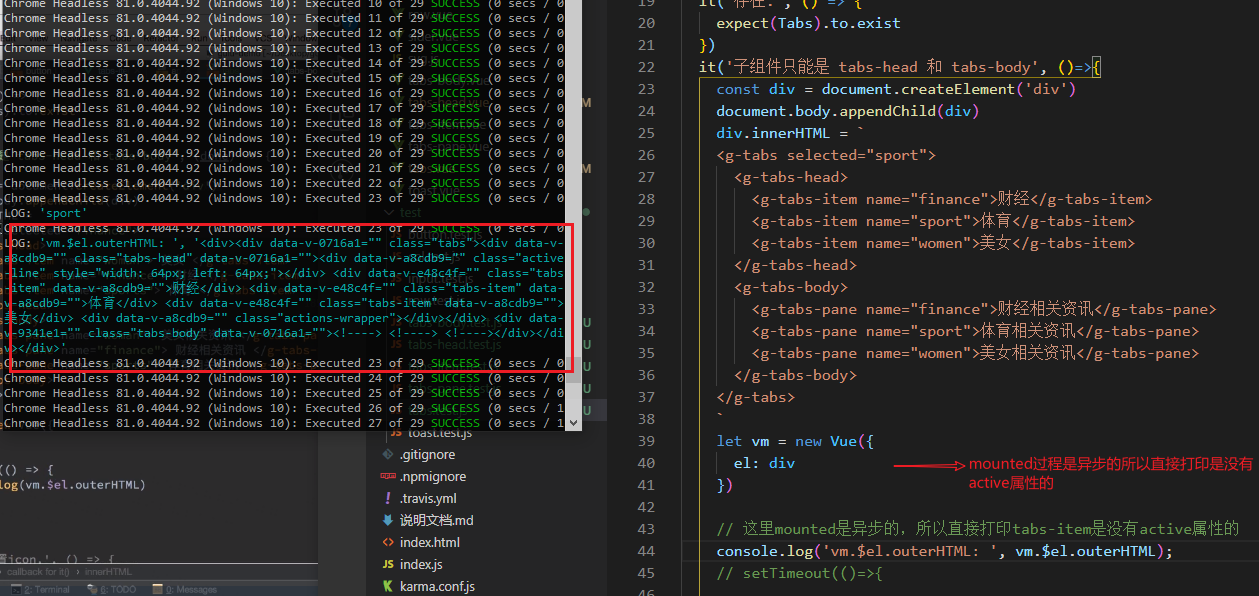 Chrome Headless 81.0.4044.92 (Windows 10): Executed 10 of 29 SUCCESS (0 secs / 0
Chrome Headless 81.0.4044.92 (Windows 10): Executed 11 of 29 SUCCESS (0 secs / 0
Chrome Headless 81.0.4044.92 (Windows 10): Executed 12 of 29 SUCCESS (0 secs / 0
Chrome Headless 81.0.4044.92 (Windows 10): Executed 13 of 29 SUCCESS (0 secs / 0
Chrome Headless 81.0.4044.92 (Windows 10): Executed 14 of 29 SUCCESS (0 secs / 0
Chrome Headless 81.0.4044.92 (Windows 10): Executed 15 of 29 SUCCESS (0 secs / 0
Chrome Headless 81.0.4044.92 (Windows 10): Executed 16 of 29 SUCCESS (0 secs / 0
Chrome Headless 81.0.4044.92 (Windows 10): Executed 17 of 29 SUCCESS (0 secs / 0
Chrome Headless 81.0.4044.92 (Windows 10): Executed 18 of 29 SUCCESS (0 secs / 0
Chrome Headless 81.0.4044.92 (Windows 10): Executed 19 of 29 SUCCESS (0 secs / 0
Chrome Headless 81.0.4044.92 (Windows 10): Executed 20 of 29 SUCCESS (0 secs / 0
Chrome Headless 81.0.4044.92 (Windows 10): Executed 21 of 29 SUCCESS (0 secs / 0
Chrome Headless 81.0.4044.92 (Windows 10): Executed 22 of 29 SUCCESS (0 secs / 0
Chrome Headless 81.0.4044.92 (Windows 10): Executed 23 of 29 SUCCESS (0 secs / 0
LOG: 'sport'
Chrome Headless 81.0.4044.92 (Windows 10): Executed 23 of 29 SUCCESS (0 secs / 0
LOG: 'vm.$el.outerHTML: ', '<div><div data-v-0716a1="" class="tabs"><div data-v-
a8cdb9="" class="tabs-head" data-v-0716a1=""><div data-v-a8cdb9="" class="active
-line" style="width: 64px; left: 64px;"></div> <div data-v-e48c4f="" class="tabs
-item" data-v-a8cdb9="">财经</div> <div data-v-e48c4f="" class="tabs-item" data-
v-a8cdb9="">体育</div> <div data-v-e48c4f="" class="tabs-item" data-v-a8cdb9="">
美女</div> <div data-v-a8cdb9="" class="actions-wrapper"></div></div> <div data-
v-9341e1="" class="tabs-body" data-v-0716a1=""><!----> <!----> <!----></div></di
v></div>'
Chrome Headless 81.0.4044.92 (Windows 10): Executed 23 of 29 SUCCESS (0 secs / 0
Chrome Headless 81.0.4044.92 (Windows 10): Executed 24 of 29 SUCCESS (0 secs / 0
Chrome Headless 81.0.4044.92 (Windows 10): Executed 25 of 29 SUCCESS (0 secs / 0
Chrome Headless 81.0.4044.92 (Windows 10): Executed 26 of 29 SUCCESS (0 secs / 1
Chrome Headless 81.0.4044.92 (Windows 10): Executed 27 of 29 SUCCESS (0 secs / 1
(() => {
log(vm.$el.outerHTML)
置icon.', () => {
callback for it() › innerHTML
2: Terminal 6: TODO 0: Messages
test
tabs-head.test.js
M
M
U
U
U
U
U
JS toast.test.js
.gitignore
.npmignore
! .travis.yml
说明文档.md
<> index.html
JS index.js
K karma.conf.js
19 it('存在.', () => {
20 expect(Tabs).to.exist
21 })
22 it('子组件只能是 tabs-head 和 tabs-body', ()=>{
23 const div = document.createElement('div')
24 document.body.appendChild(div)
25 div.innerHTML = `
26 <g-tabs selected="sport">
27 <g-tabs-head>
28 <g-tabs-item name="finance">财经</g-tabs-item>
29 <g-tabs-item name="sport">体育</g-tabs-item>
30 <g-tabs-item name="women">美女</g-tabs-item>
31 </g-tabs-head>
32 <g-tabs-body>
33 <g-tabs-pane name="finance">财经相关资讯</g-tabs-pane>
34 <g-tabs-pane name="sport">体育相关资讯</g-tabs-pane>
35 <g-tabs-pane name="women">美女相关资讯</g-tabs-pane>
36 </g-tabs-body>
37 </g-tabs>
38 `
39 let vm = new Vue({
40 el: div
mounted过程是异步的所以直接打印是没有
active属性的
41 })
42
43 // 这里mounted是异步的, 所以直接打印tabs-item是没有active属性的
44 console.log('vm.$el.outerHTML: ', vm.$el.outerHTML);
45 // setTimeout(()=>{
46